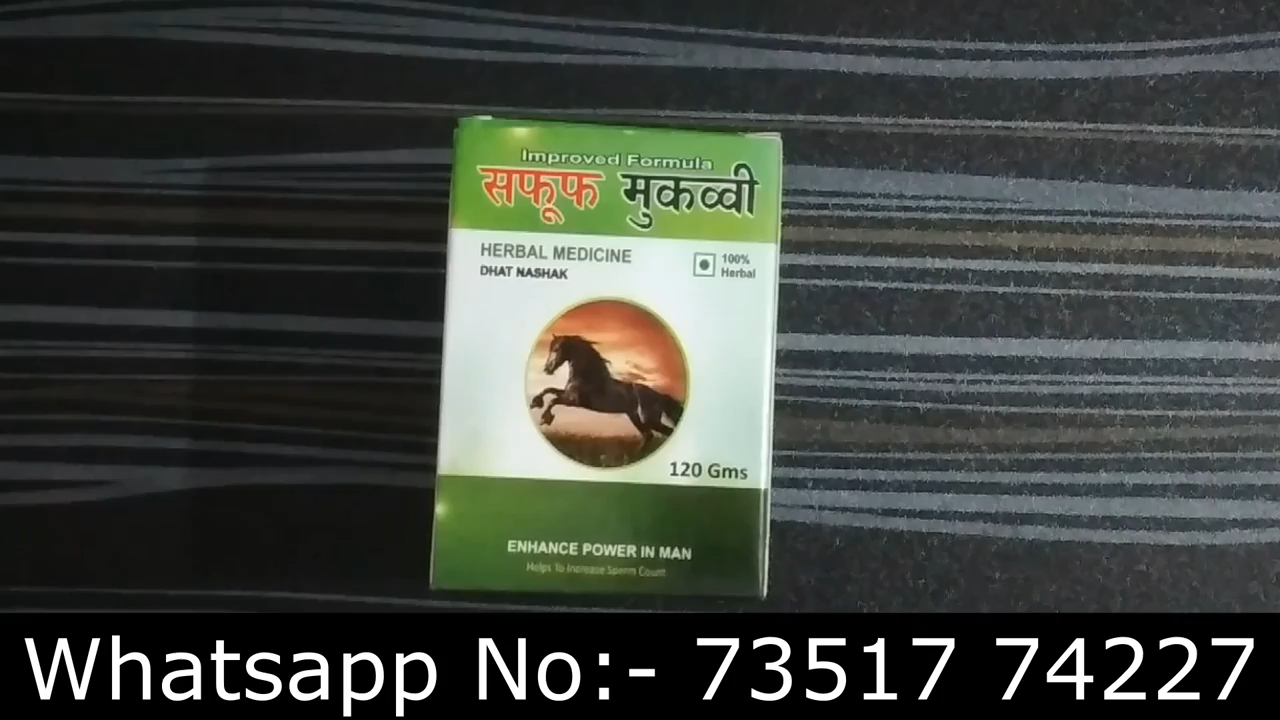 Improved Formula
सफूफ मुकव्वी
HERBAL MEDICINE
DHAT NASHAK
100%
Herbal
120 Gms
ENHANCE POWER IN MAN
Helps To Increase Sperm Count
Whatsapp No:- 73517 74227